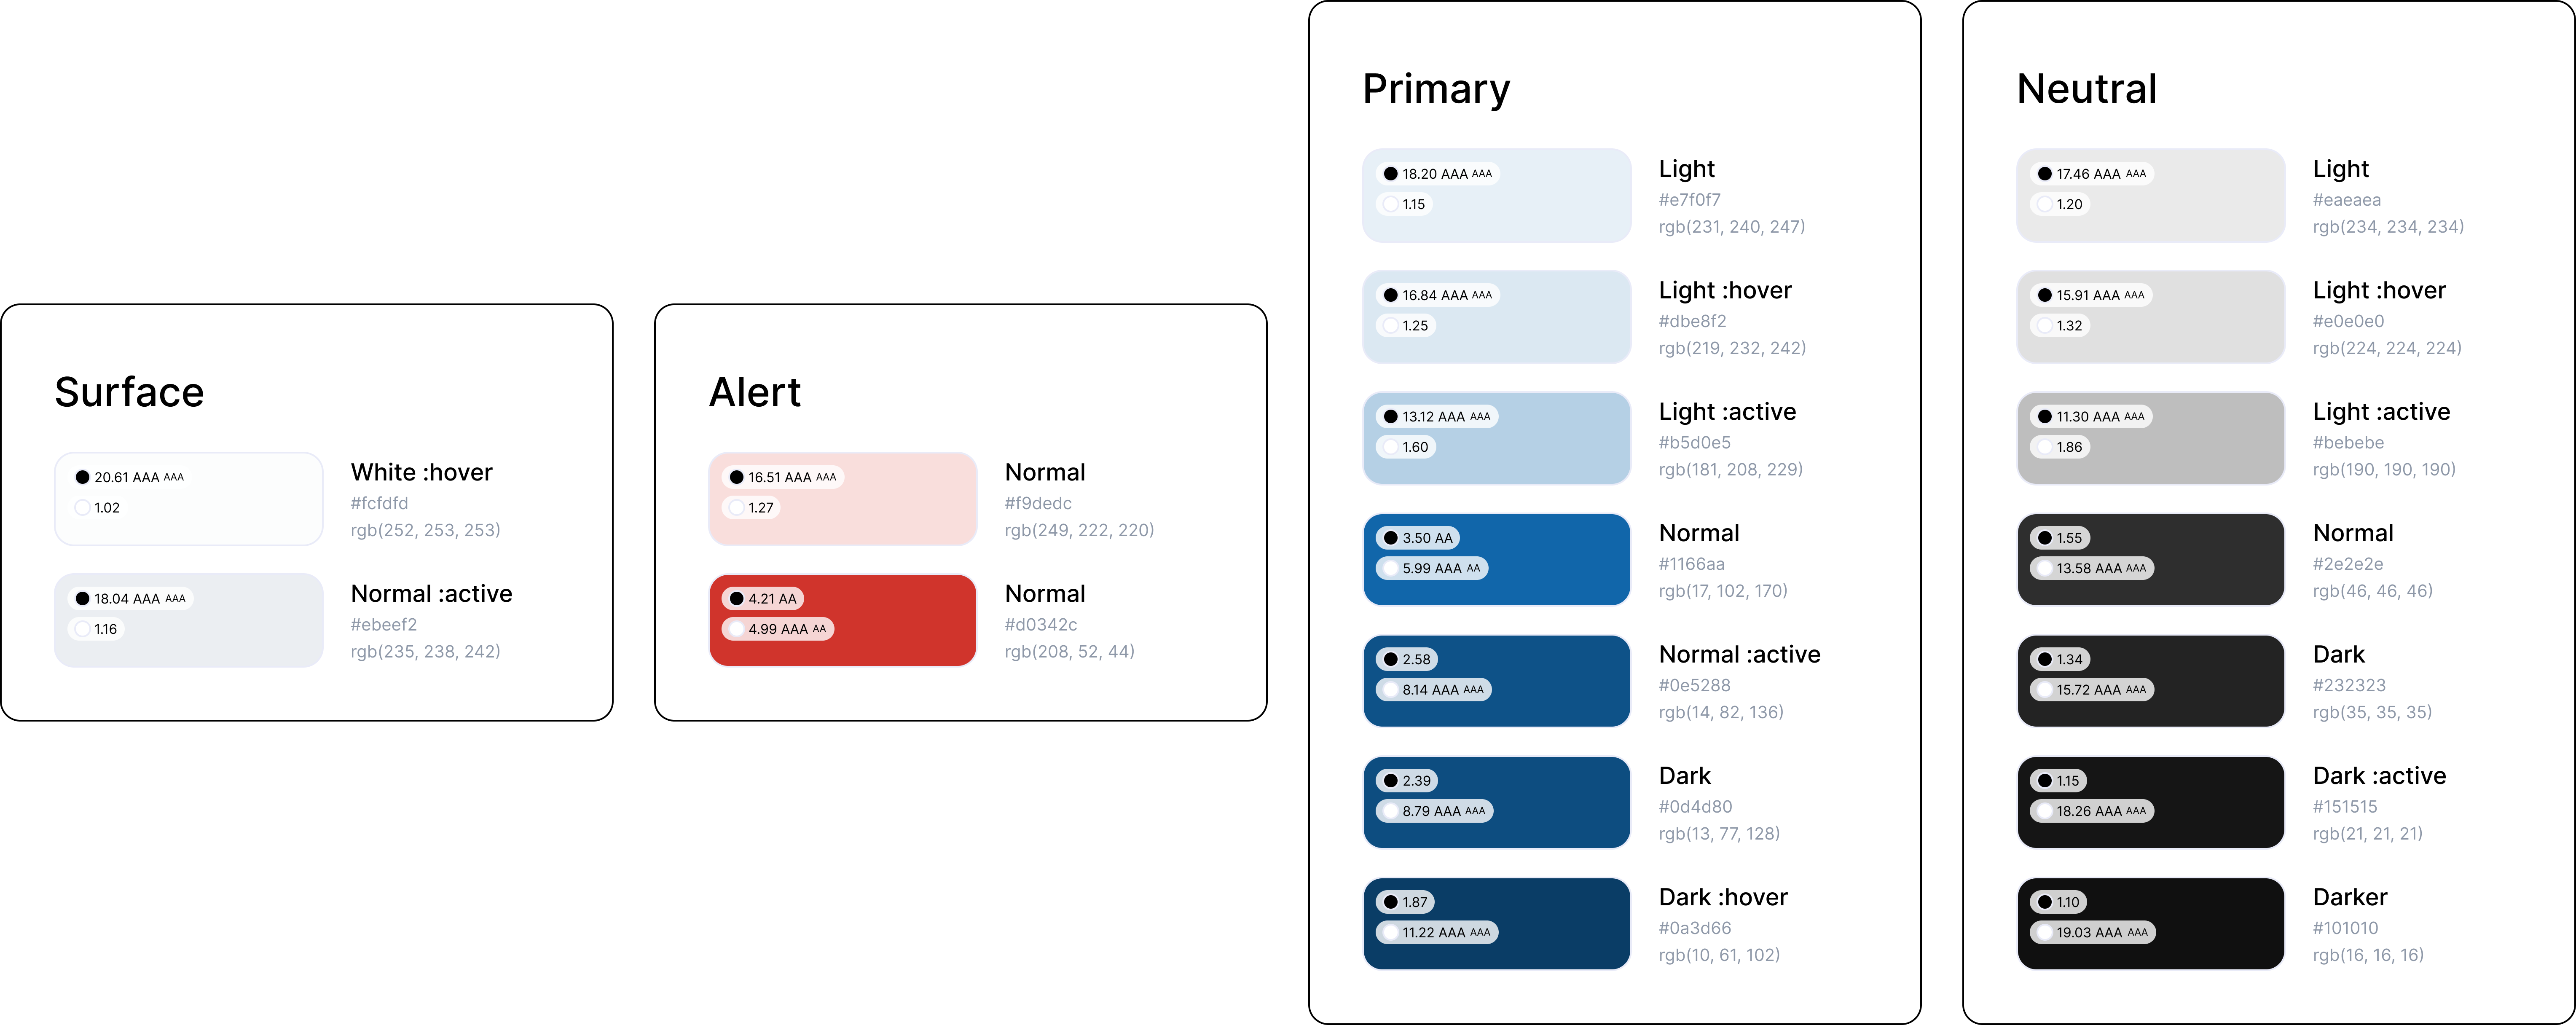 Surface
20.61 AAA AAA
1.02
White :hover
#fcfdfd
rgb(252, 253, 253)
18.04 AAA AAA
1.16
Normal :active
#ebeef2
rgb(235, 238, 242)
Alert
16.51 AAA AAA
1.27
Normal
#f9dedc
rgb(249, 222, 220)
4.21 AA
4.99 AAA AA
Normal
#d0342c
rgb(208, 52, 44)
Primary
18.20 AAA AAA
1.15
Light
#e7f0f7
rgb(231, 240, 247)
16.84 AAA AAA
1.25
Light :hover
#dbe8f2
rgb(219, 232, 242)
13.12 AAA AAA
1.60
Light :active
#b5d0e5
rgb(181, 208, 229)
3.50 AA
5.99 AAA AA
Normal
#1166aa
rgb(17, 102, 170)
2.58
8.14 AAA AAA
Normal :active
#0e5288
rgb(14, 82, 136)
2.39
8.79 AAA AAA
Dark
#0d4d80
rgb(13, 77, 128)
1.87
11.22 AAA AAA
Dark :hover
#0a3d66
rgb(10, 61, 102)
Neutral
17.46 AAA AAA
1.20
Light
#eaeaea
rgb(234, 234, 234)
15.91 AAA AAA
1.32
Light :hover
#e0e0e0
rgb(224, 224, 224)
11.30 AAA AAA
1.86
Light :active
#bebebe
rgb(190, 190, 190)
1.55
13.58 AAA AAA
Normal
#2e2e2e
rgb(46, 46, 46)
1.34
15.72 AAA AAA
Dark
#232323
rgb(35, 35, 35)
1.15
18.26 AAA AAA
Dark :active
#151515
rgb(21, 21, 21)
1.10
19.03 AAA AAA
Darker
#101010
rgb(16, 16, 16)